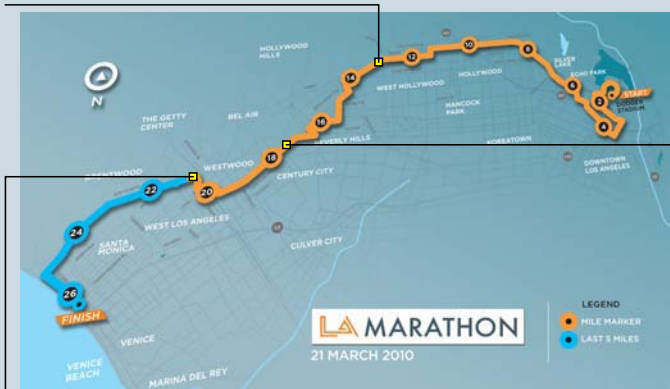 HOLLYWOOD
HILLS
14
12
10
8
SILVER
LAKE
ECHO PARK
6
START
2
DODGER
STADIUM
4
WEST HOLLYWOOD
HOLLYWOOD
HANCOCK
PARK
N
THE GETTY
CENTER
BEL AIR
16
BEVERLY HILLS
KOREATOWN
DOWNTOWN
LOS ANGELES
BRENTWOOD
WESTWOOD
18
CENTURY CITY
22
20
24
WEST LOS ANGELES
SANTA
MONICA
CULVER CITY
26
FINISH
VENICE
VENICE
BEACH
MARINA DEL REY
LA MARATHON
21 MARCH 2010
LEGEND
MILE MARKER
LAST 5 MILES